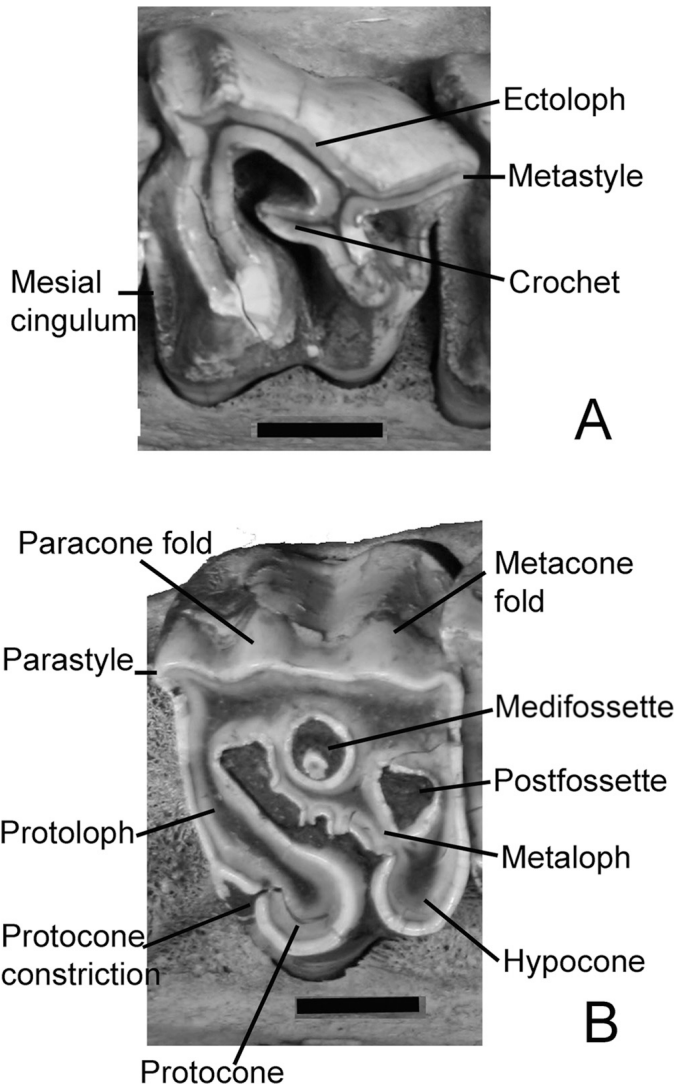 Ectoloph
Metastyle
Crochet
Mesial
cingulum
A
Paracone fold
Metacone
fold
Parastyle
Medifossette
Postfossette
Protoloph
Metaloph
Protocone
constriction
Hypocone
Protocone
B